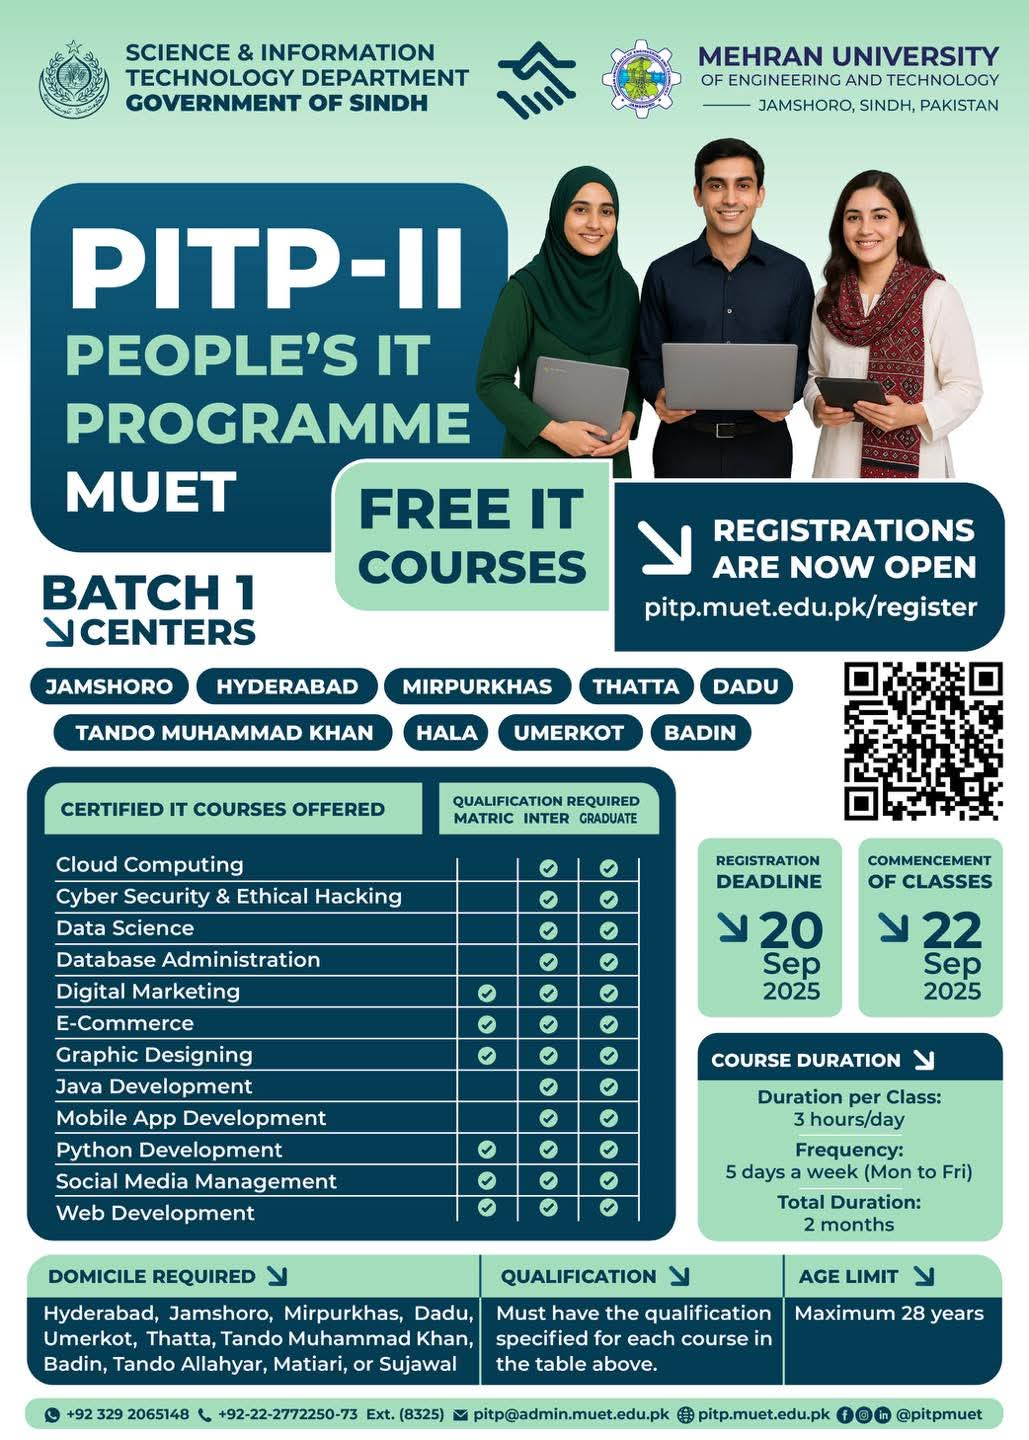 SCIENCE & INFORMATION
TECHNOLOGY DEPARTMENT
GOVERNMENT OF SINDH
MEHRAN UNIVERSITY
OF ENGINEERING AND TECHNOLOGY
JAMSHORO, SINDH, PAKISTAN
PITP-II
PEOPLE'S IT
PROGRAMME
MUET
FREE IT
COURSES
REGISTRATIONS
ARE NOW OPEN
pitp.muet.edu.pk/register
BATCH 1
CENTERS
JAMSHORO HYDERABAD MIRPURKHAS THATTA DADU
TANDO MUHAMMAD KHAN HALA UMERKOT BADIN
CERTIFIED IT COURSES OFFERED
QUALIFICATION REQUIRED
MATRIC INTER GRADUATE
Cloud Computing
Cyber Security & Ethical Hacking
Data Science
Database Administration
Digital Marketing
E-Commerce
Graphic Designing
Java Development
Mobile App Development
Python Development
Social Media Management
Web Development
REGISTRATION
DEADLINE
20
Sep
2025
COMMENCEMENT
OF CLASSES
22
Sep
2025
COURSE DURATION
Duration per Class:
3 hours/day
Frequency:
5 days a week (Mon to Fri)
Total Duration:
2 months
DOMICILE REQUIRED
Hyderabad, Jamshoro, Mirpurkhas, Dadu,
Umerkot, Thatta, Tando Muhammad Khan,
Badin, Tando Allahyar, Matiari, or Sujawal
QUALIFICATION
Must have the qualification
specified for each course in
the table above.
AGE LIMIT
Maximum 28 years
+92 329 2065148 +92-22-2772250-73 Ext. (8325) pitp@admin.muet.edu.pk pitp.muet.edu.pk @pitpmuet